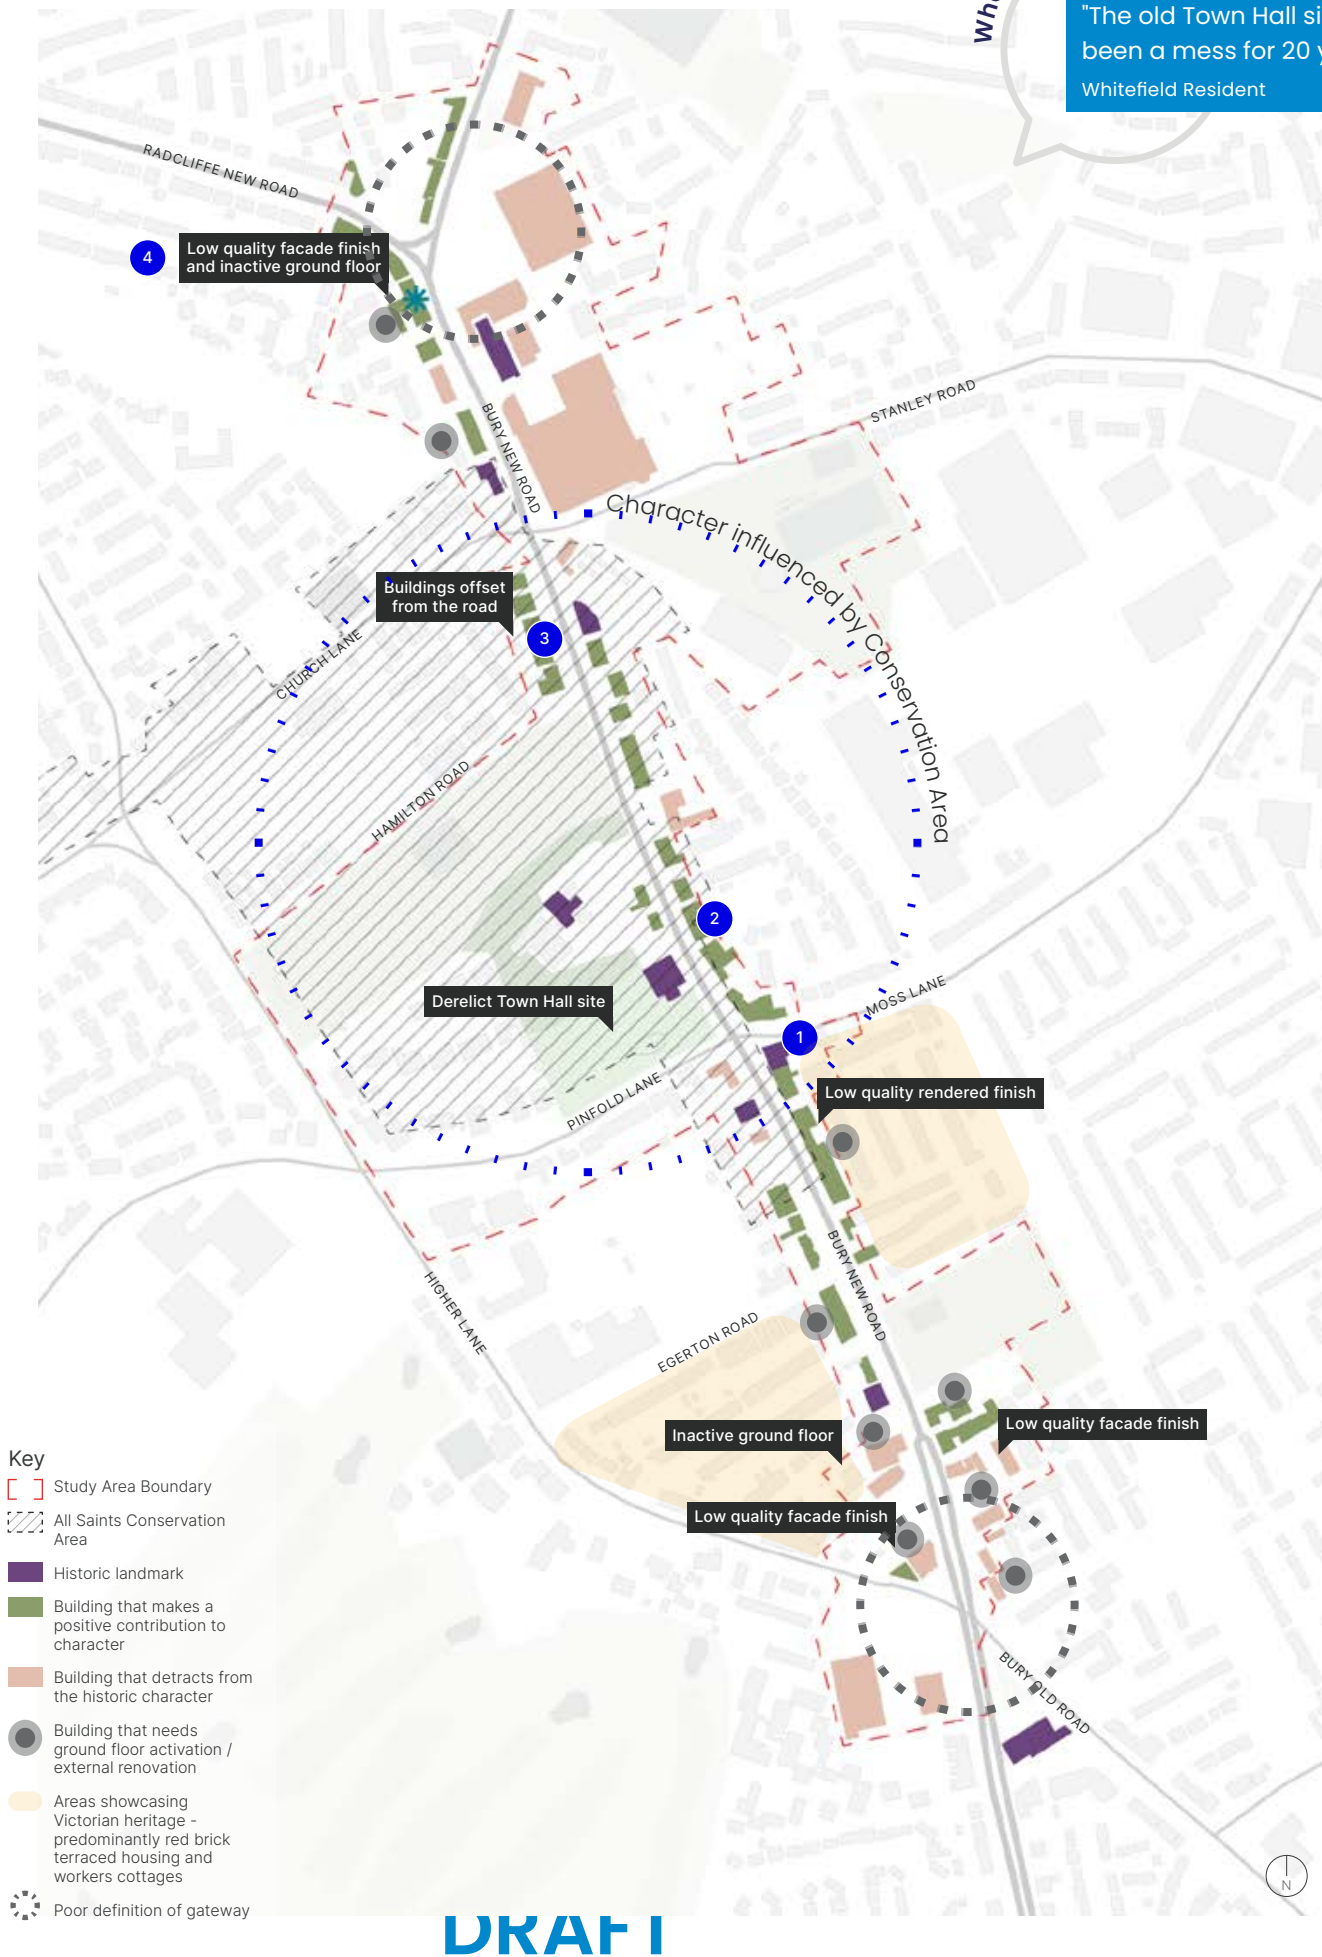 "The old Town Hall si
been a mess for 20 y
Whitefield Resident
RADCLIFFE NEW ROAD
4
Low quality facade finish
and inactive ground floor
BURY NEW ROAD
STANLEY ROAD
Character influenced by Conservation Area
Buildings offset
from the road
3
CHURCH LANE
HAMILTON ROAD
2
Derelict Town Hall site
MOSS LANE
1
PINFOLD LANE
Low quality rendered finish
BURY NEW ROAD
HIGHER LANE
EGERTON ROAD
Inactive ground floor
Low quality facade finish
Low quality facade finish
BURY OLD ROAD
Key
Study Area Boundary
All Saints Conservation
Area
Historic landmark
Building that makes a
positive contribution to
character
Building that detracts from
the historic character
Building that needs
ground floor activation /
external renovation
Areas showcasing
Victorian heritage -
predominantly red brick
terraced housing and
workers cottages
Poor definition of gateway
N
DRAFT